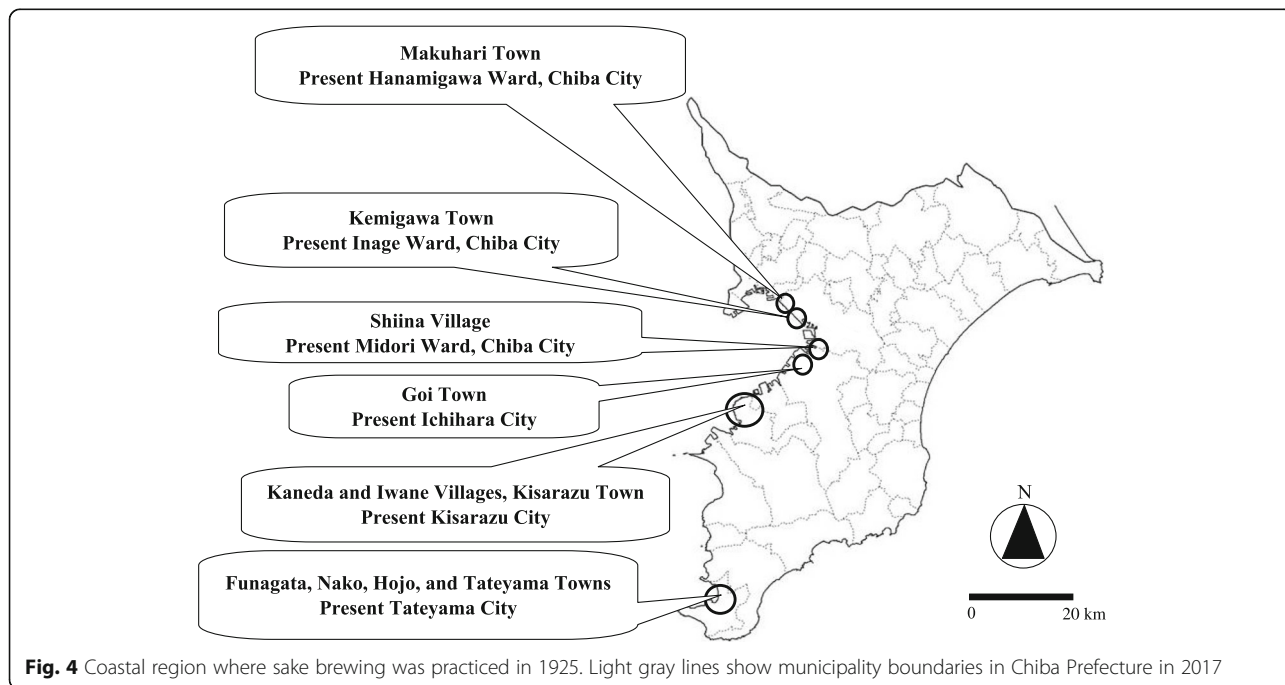 Makuhari Town
Present Hanamigawa Ward, Chiba City
Kemigawa Town
Present Inage Ward, Chiba City
Shiina Village
Present Midori Ward, Chiba City
Goi Town
Present Ichihara City
Kaneda and Iwane Villages, Kisarazu Town
Present Kisarazu City
Funagata, Nako, Hojo, and Tateyama Towns
Present Tateyama City
N
0 20 km
Fig. 4 Coastal region where sake brewing was practiced in 1925. Light gray lines show municipality boundaries in Chiba Prefecture in 2017